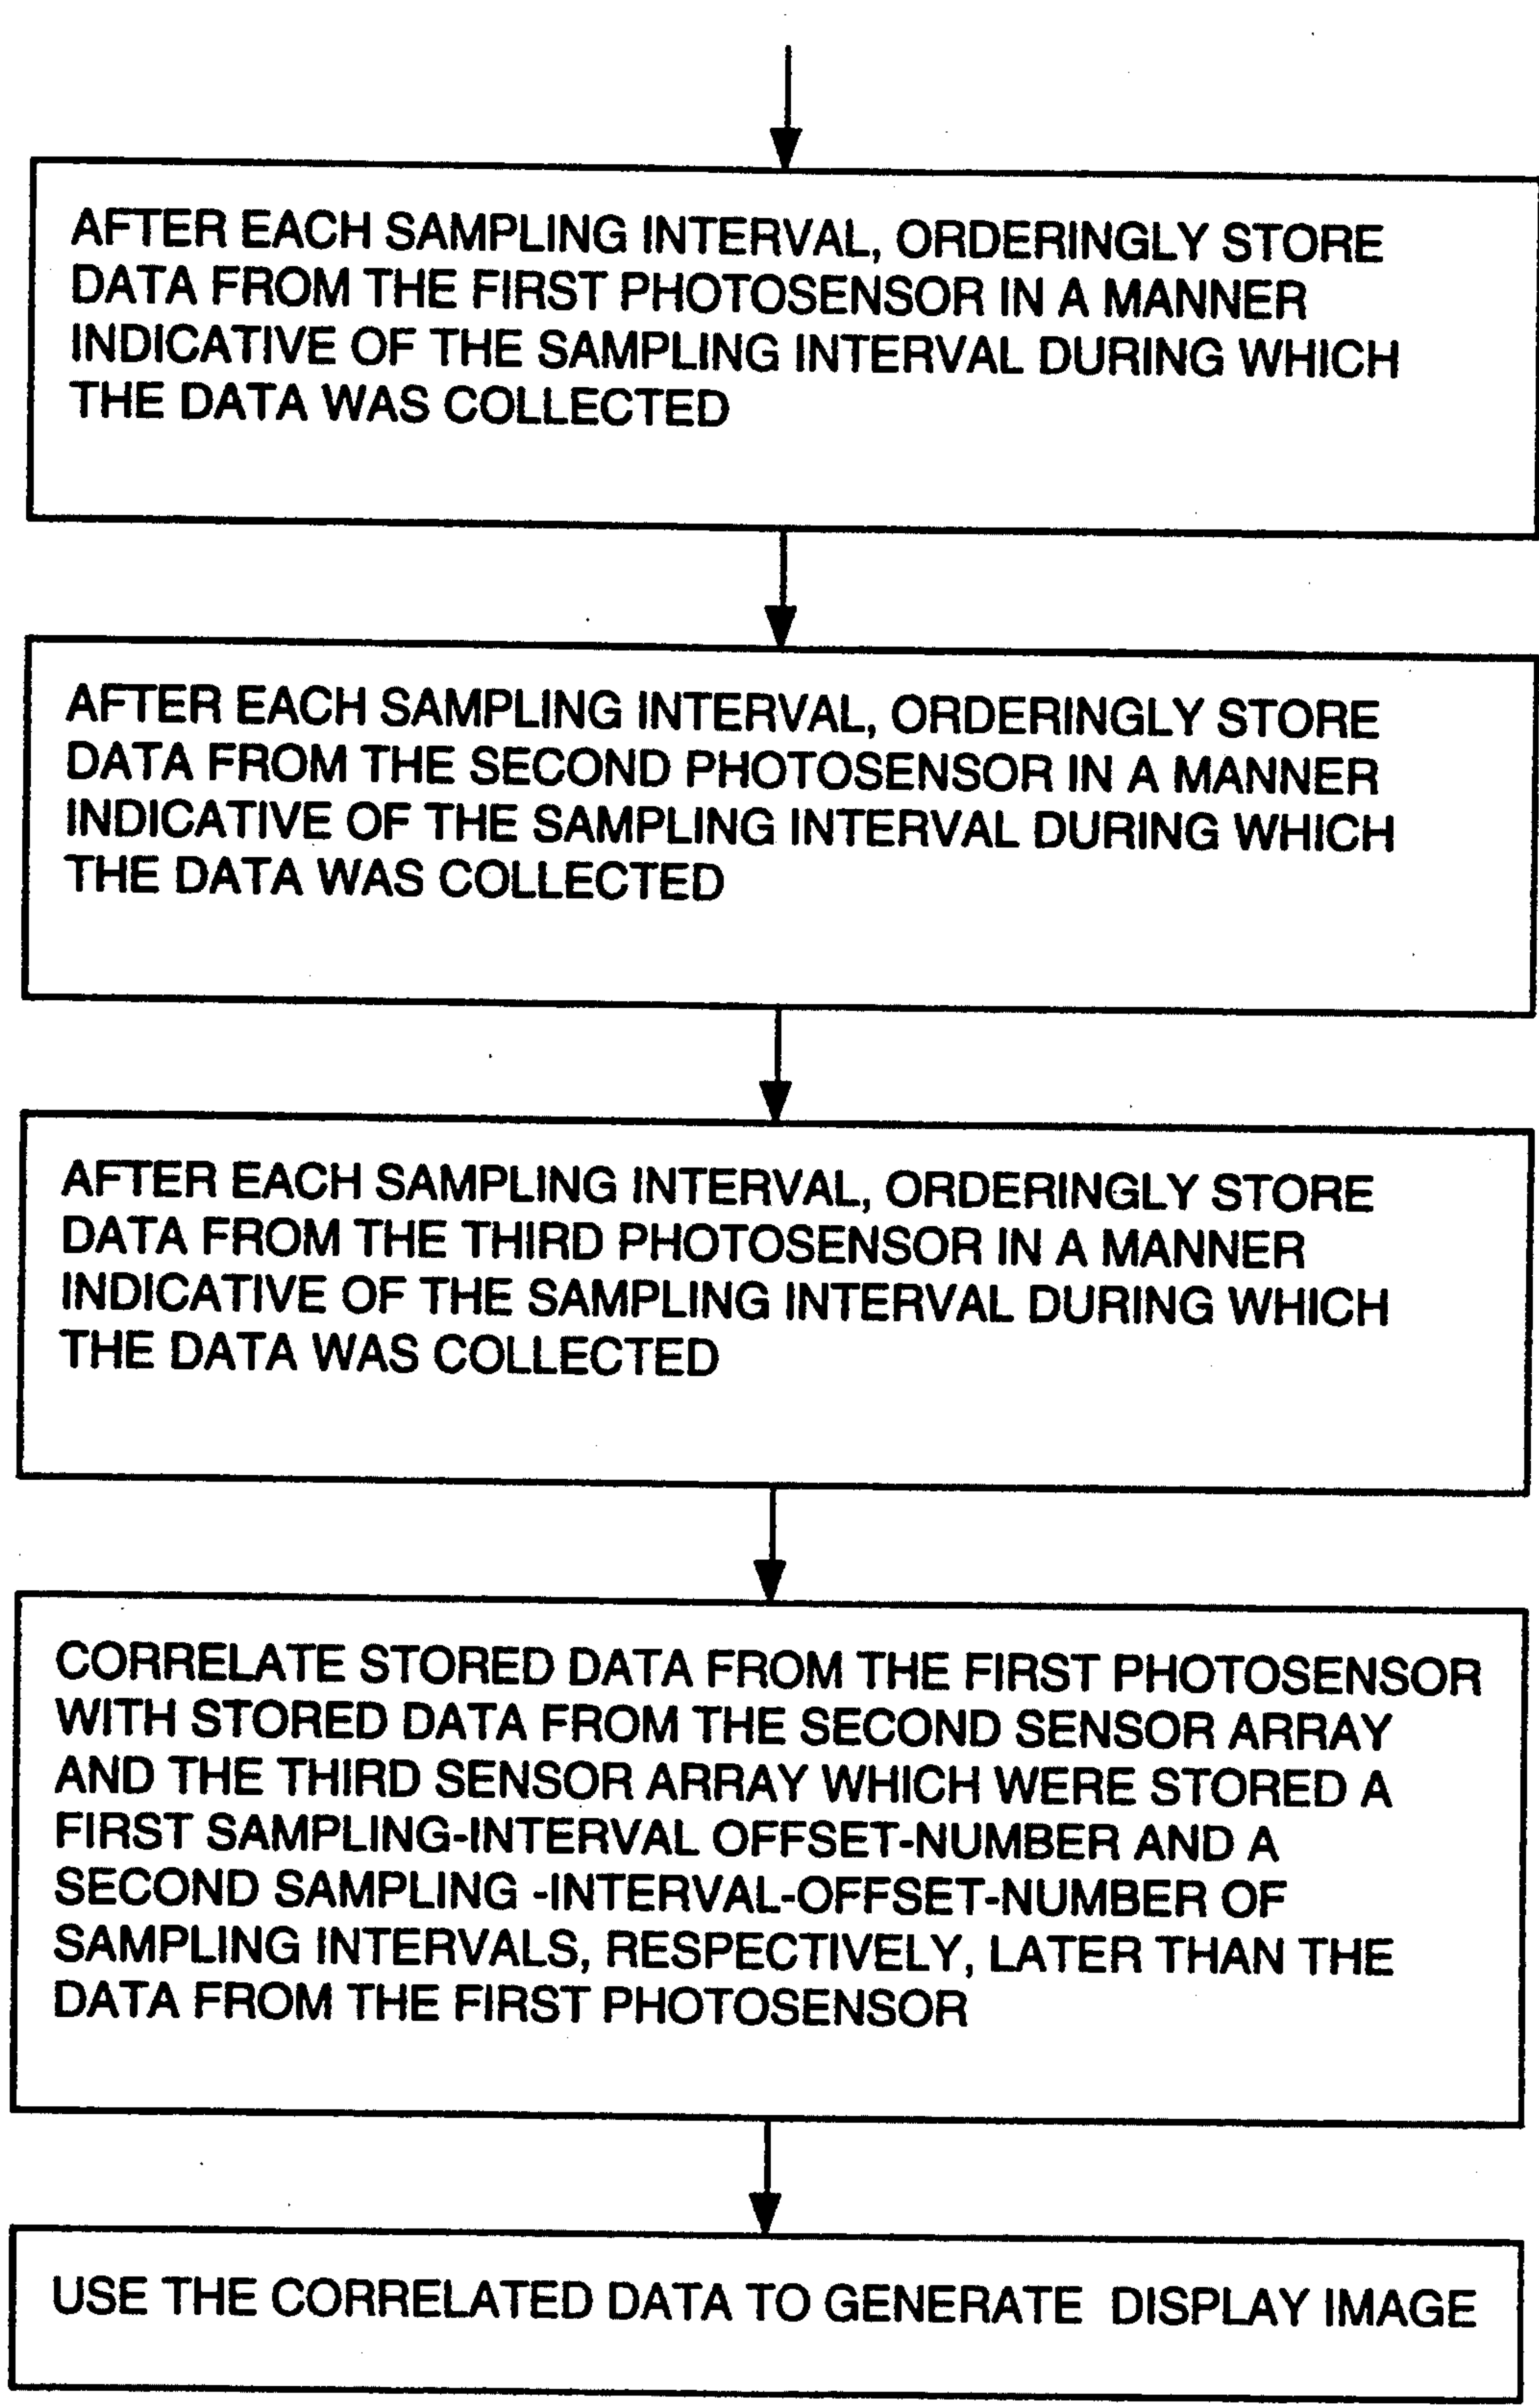 AFTER EACH SAMPLING INTERVAL, ORDERINGLY STORE
DATA FROM THE FIRST PHOTOSENSOR IN A MANNER
INDICATIVE OF THE SAMPLING INTERVAL DURING WHICH
THE DATA WAS COLLECTED
AFTER EACH SAMPLING INTERVAL, ORDERINGLY STORE
DATA FROM THE SECOND PHOTOSENSOR IN A MANNER
INDICATIVE OF THE SAMPLING INTERVAL DURING WHICH
THE DATA WAS COLLECTED
AFTER EACH SAMPLING INTERVAL, ORDERINGLY STORE
DATA FROM THE THIRD PHOTOSENSOR IN A MANNER
INDICATIVE OF THE SAMPLING INTERVAL DURING WHICH
THE DATA WAS COLLECTED
CORRELATE STORED DATA FROM THE FIRST PHOTOSENSOR
WITH STORED DATA FROM THE SECOND SENSOR ARRAY
AND THE THIRD SENSOR ARRAY WHICH WERE STORED A
FIRST SAMPLING-INTERVAL OFFSET-NUMBER AND A
SECOND SAMPLING -INTERVAL-OFFSET-NUMBER OF
SAMPLING INTERVALS, RESPECTIVELY, LATER THAN THE
DATA FROM THE FIRST PHOTOSENSOR
USE THE CORRELATED DATA TO GENERATE DISPLAY IMAGE